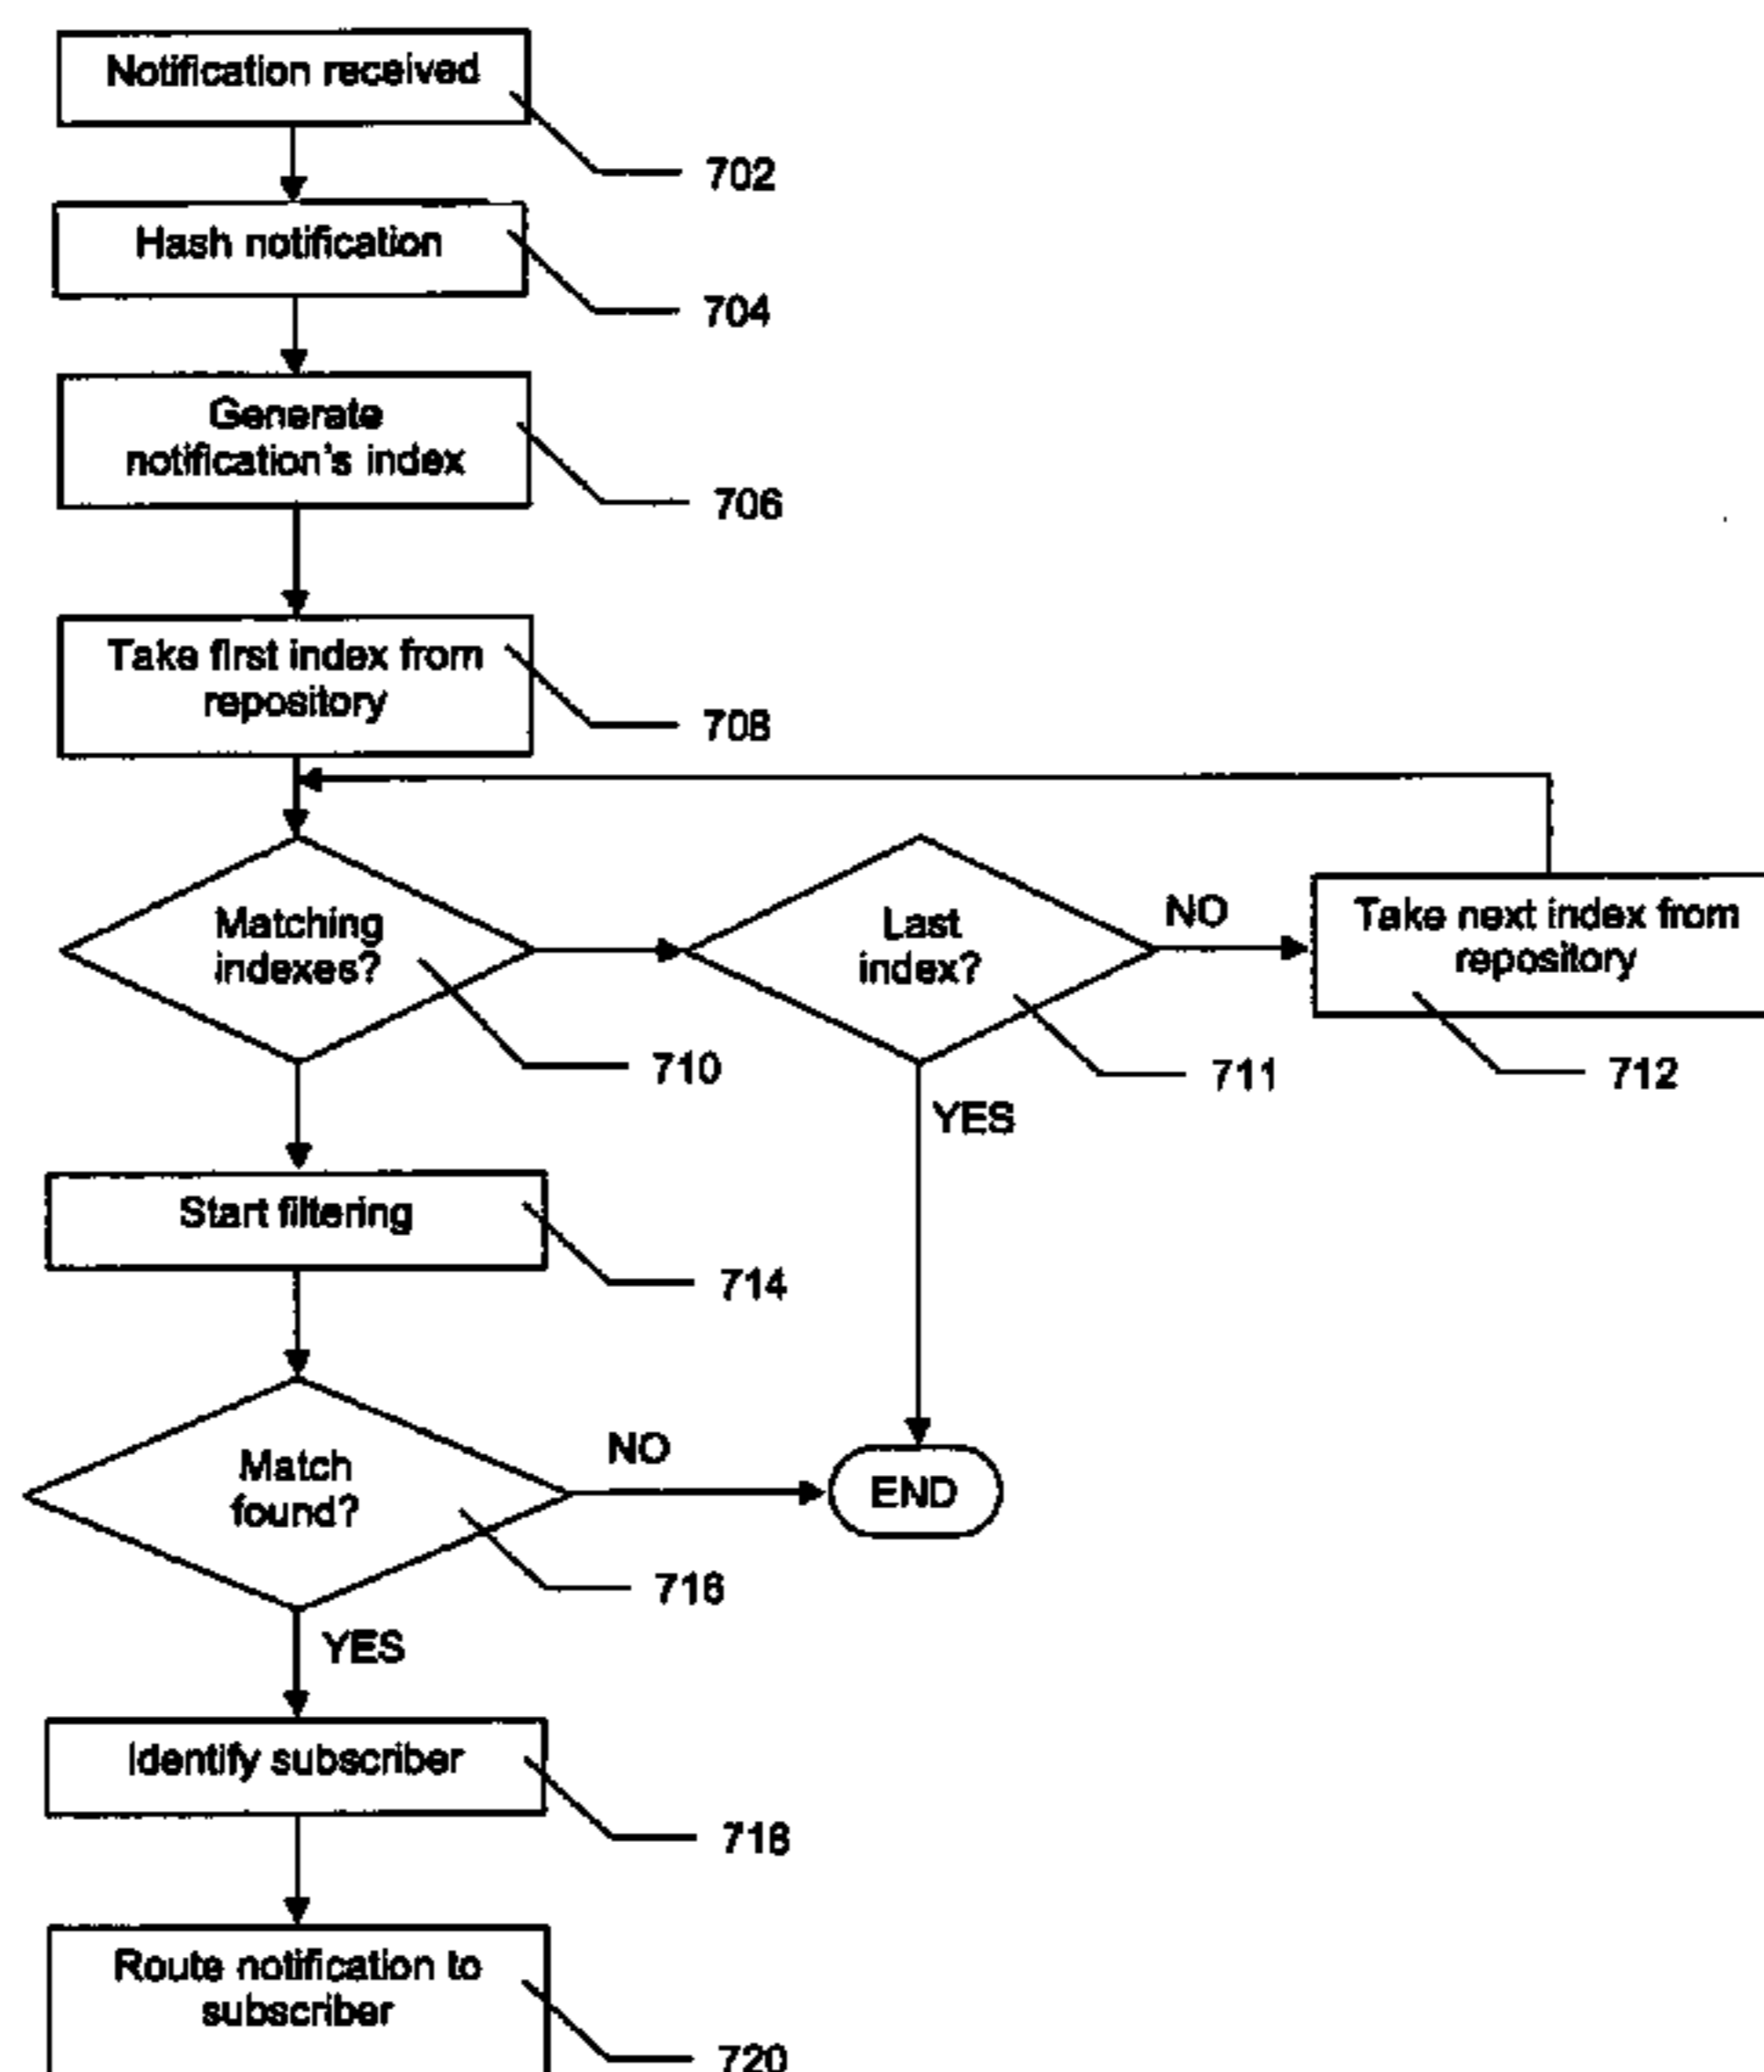 Notification received
702
Hash notification
704
Generate
notification's index
706
Take first index from
repository
708
Matching
indexes?
710
Last
index?
711
NO
Take next index from
repository
712
YES
Start filtering
714
Match
found?
716
NO
END
YES
Identify subscriber
718
Route notification to
subscriber
720